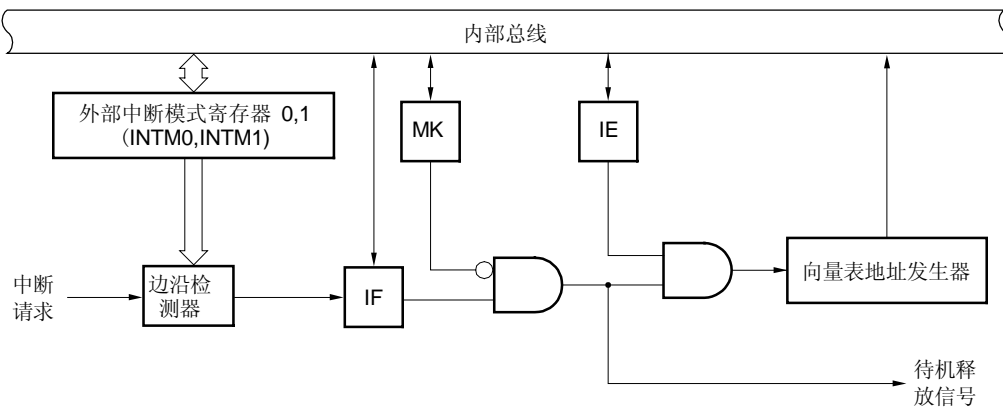 内部总线
外部中断模式寄存器 0,1
（INTM0,INTM1)
MK
IE
中断
请求
边沿检
测器
IF
向量表地址发生器
待机释
放信号